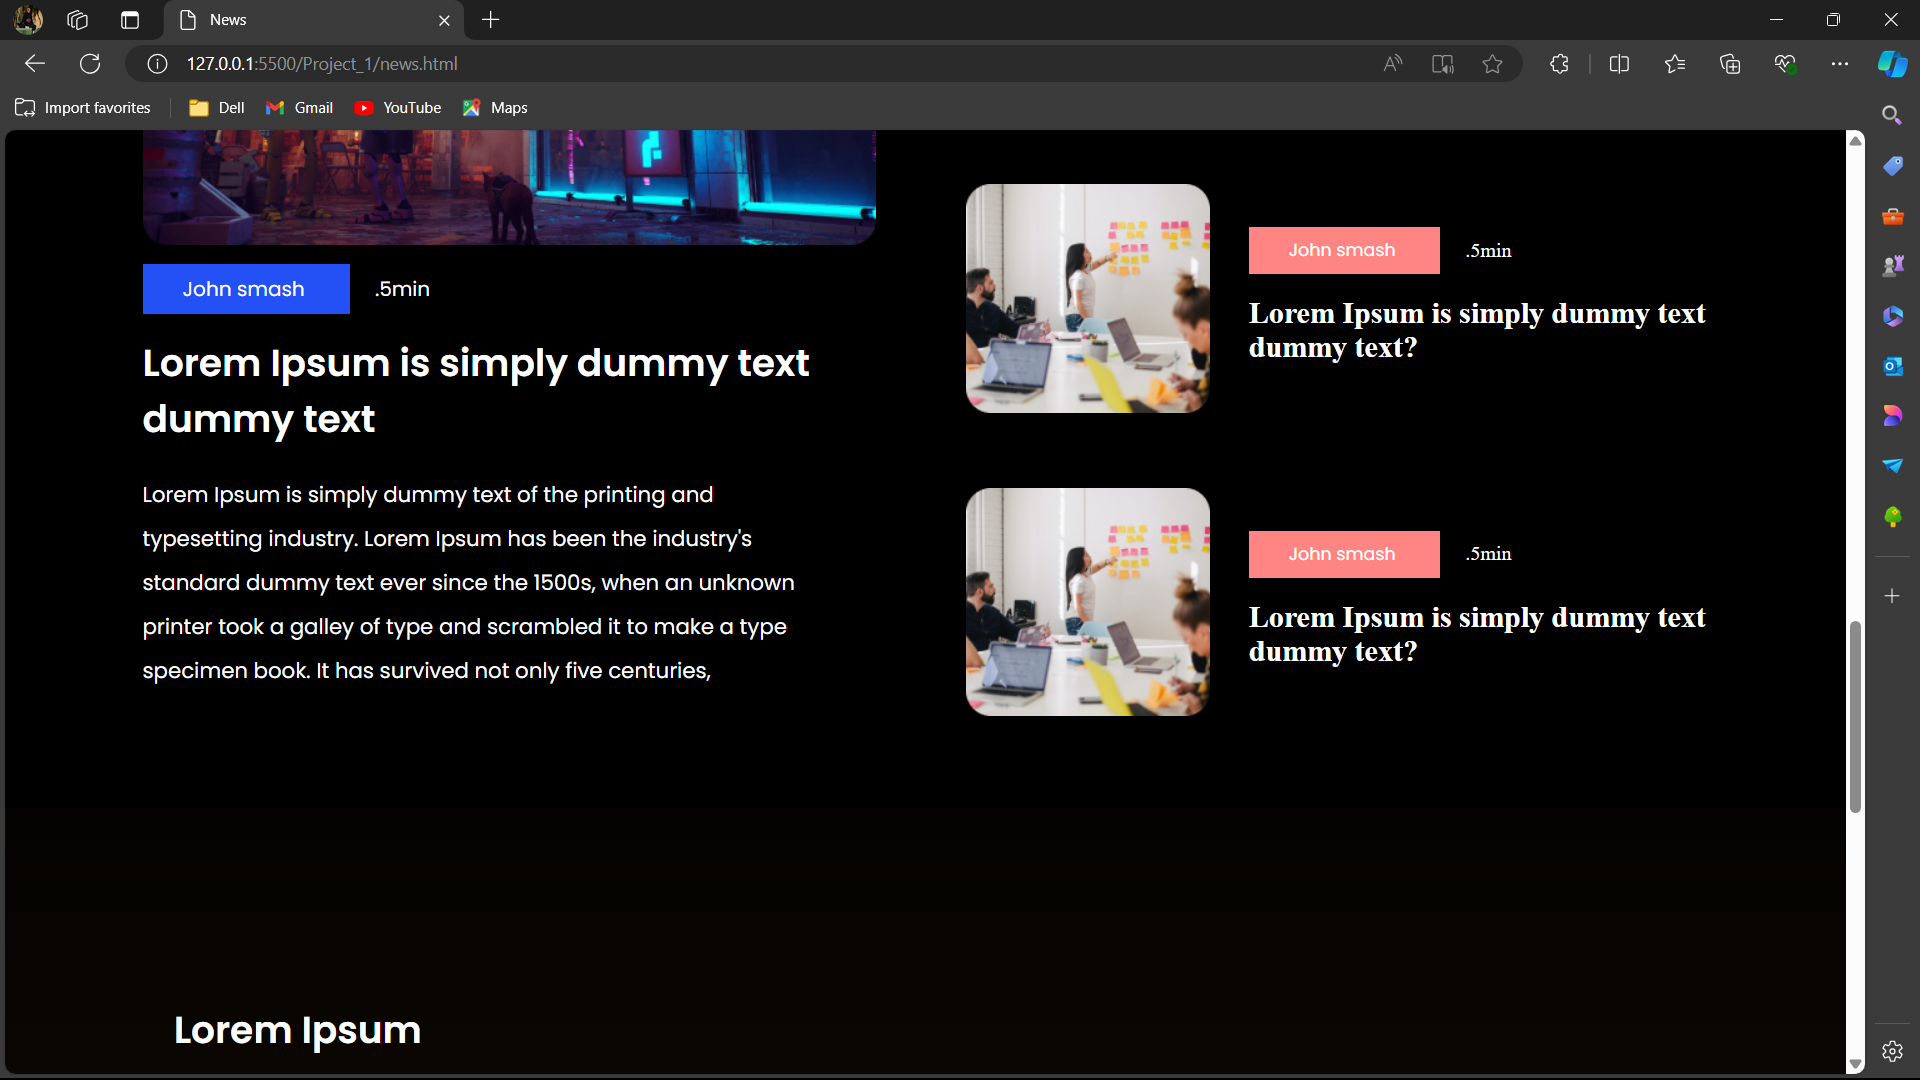 News
127.0.0.1:5500/Project_1/news.html
Import favorites
Dell
Gmail
YouTube
Maps
John smash
.5min
Lorem Ipsum is simply dummy text
dummy text
Lorem Ipsum is simply dummy text of the printing and
typesetting industry. Lorem Ipsum has been the industry's
standard dummy text ever since the 1500s, when an unknown
printer took a galley of type and scrambled it to make a type
specimen book. It has survived not only five centuries,
John smash
.5min
Lorem Ipsum is simply dummy text
dummy text?
John smash
.5min
Lorem Ipsum is simply dummy text
dummy text?
Lorem Ipsum